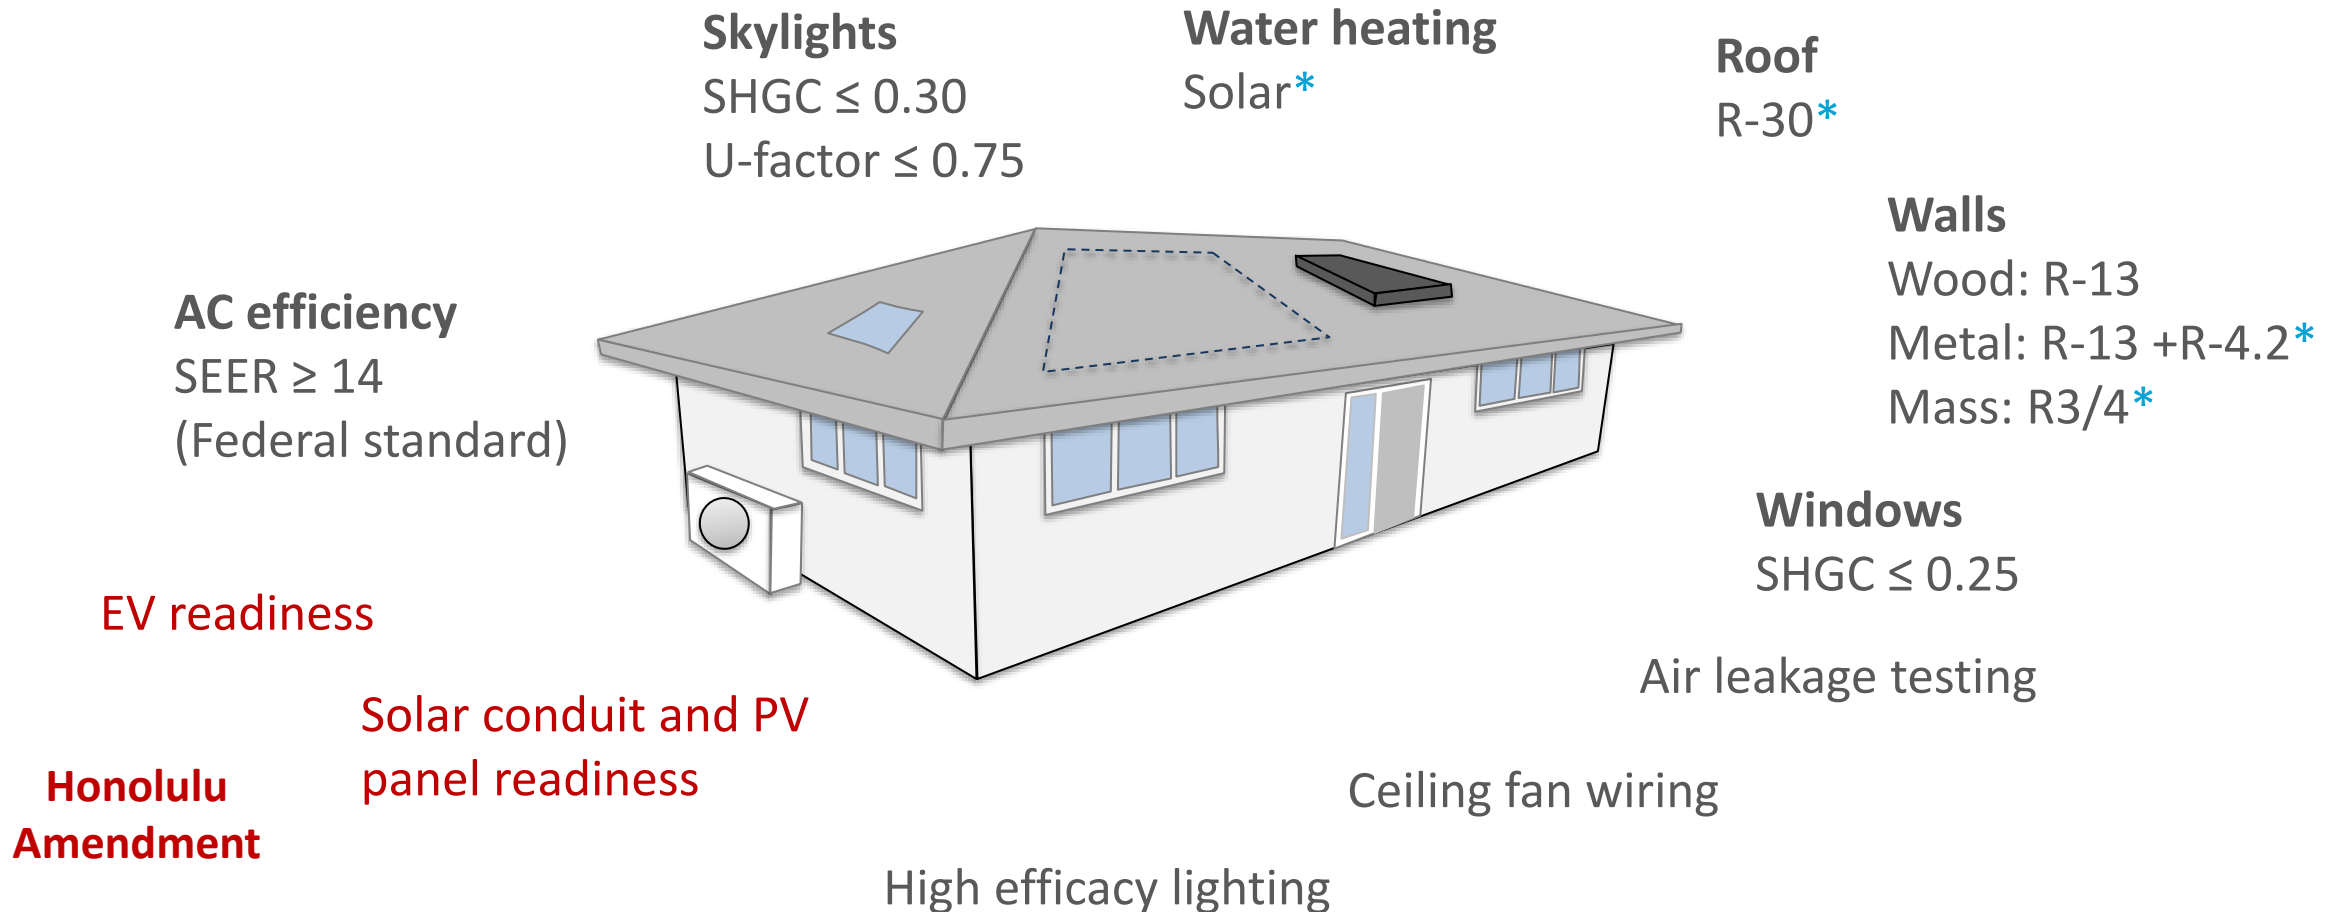 Skylights
SHGC ≤ 0.30
U-factor ≤ 0.75
Water heating
Solar*
Roof
R-30*
Walls
Wood: R-13
Metal: R-13 +R-4.2*
Mass: R3/4*
AC efficiency
SEER ≥ 14
(Federal standard)
Windows
SHGC ≤ 0.25
EV readiness
Air leakage testing
Solar conduit and PV
panel readiness
Honolulu
Amendment
Ceiling fan wiring
High efficacy lighting